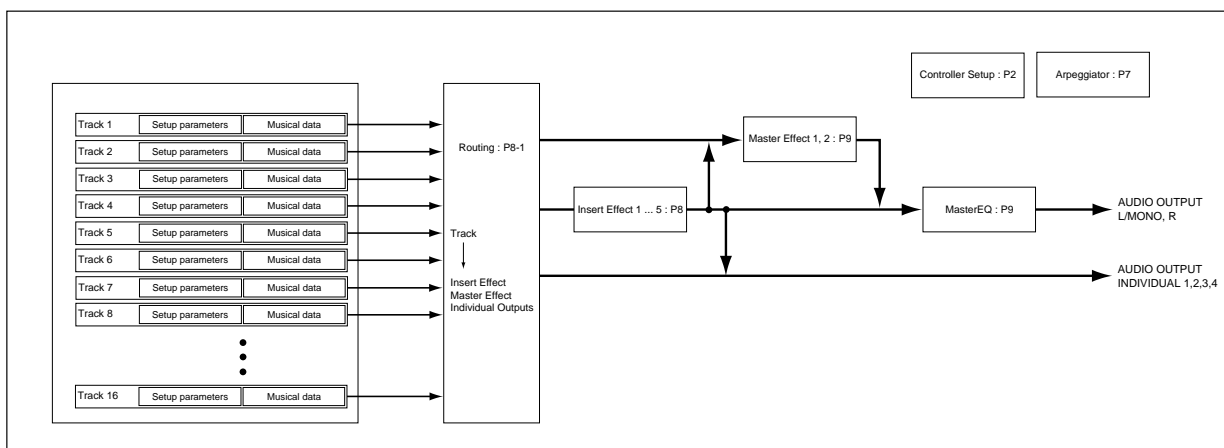 Controller Setup : P2
Arpeggiator : P7
Track 1 Setup parameters Musical data
Track 2 Setup parameters Musical data
Track 3 Setup parameters Musical data
Track 4 Setup parameters Musical data
Track 5 Setup parameters Musical data
Track 6 Setup parameters Musical data
Track 7 Setup parameters Musical data
Track 8 Setup parameters Musical data
Track 16 Setup parameters Musical data
Routing : P8-1
Track
Insert Effect
Master Effect
Individual Outputs
Master Effect 1, 2 : P9
Insert Effect 1 ... 5 : P8
MasterEQ : P9
AUDIO OUTPUT
L/MONO, R
AUDIO OUTPUT
INDIVIDUAL 1,2,3,4